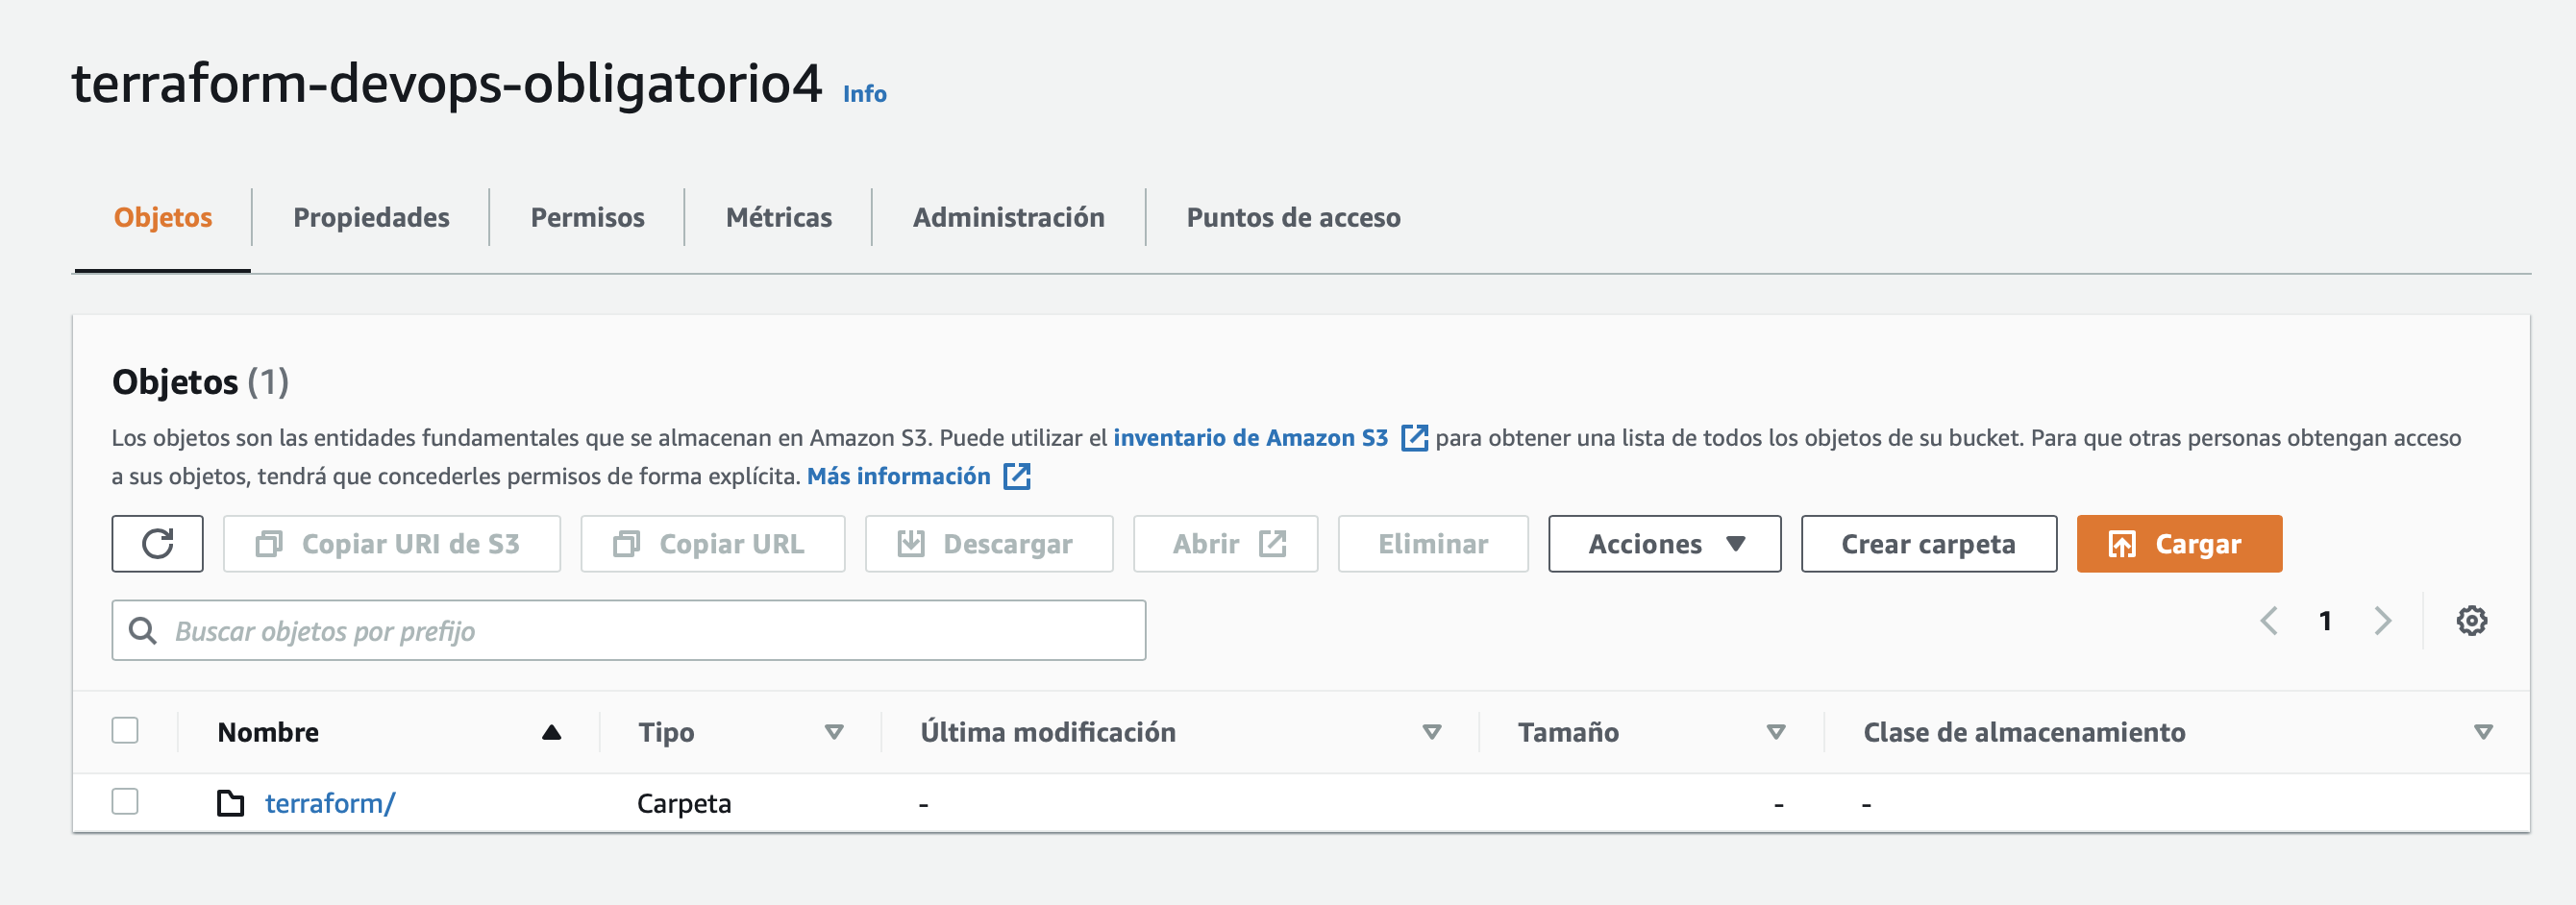 terraform-devops-obligatorio4 Info
Objetos Propiedades Permisos Métricas Administración Puntos de acceso
Objetos (1)
Los objetos son las entidades fundamentales que se almacenan en Amazon S3. Puede utilizar el inventario de Amazon S3 para obtener una lista de todos los objetos de su bucket. Para que otras personas obtengan acceso
a sus objetos, tendrá que concederles permisos de forma explícita. Más información
Copiar URI de S3 Copiar URL Descargar Abrir Eliminar Acciones Crear carpeta Cargar
Buscar objetos por prefijo 1
Nombre Tipo Última modificación Tamaño Clase de almacenamiento
terraform/ Carpeta - - -